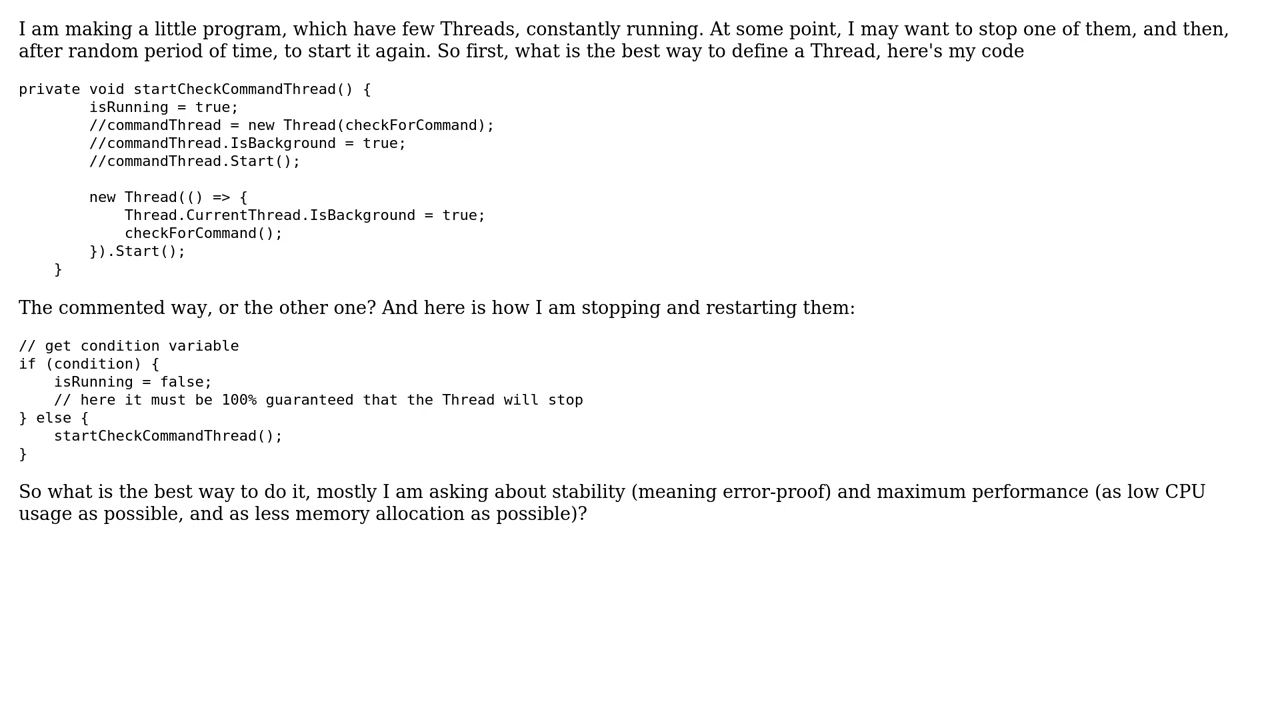 I am making a little program, which have few Threads, constantly running. At some point, I may want to stop one of them, and then,
after random period of time, to start it again. So first, what is the best way to define a Thread, here's my code
private void startCheckCommandThread() {
        isRunning = true;
        //commandThread = new Thread(checkForCommand);
        //commandThread.IsBackground = true;
        //commandThread.Start();

        new Thread(() => {
            Thread.CurrentThread.IsBackground = true;
            checkForCommand();
        }).Start();
    }
The commented way, or the other one? And here is how I am stopping and restarting them:
// get condition variable
if (condition) {
    isRunning = false;
    // here it must be 100% guaranteed that the Thread will stop
} else {
    startCheckCommandThread();
}
So what is the best way to do it, mostly I am asking about stability (meaning error-proof) and maximum performance (as low CPU
usage as possible, and as less memory allocation as possible)?